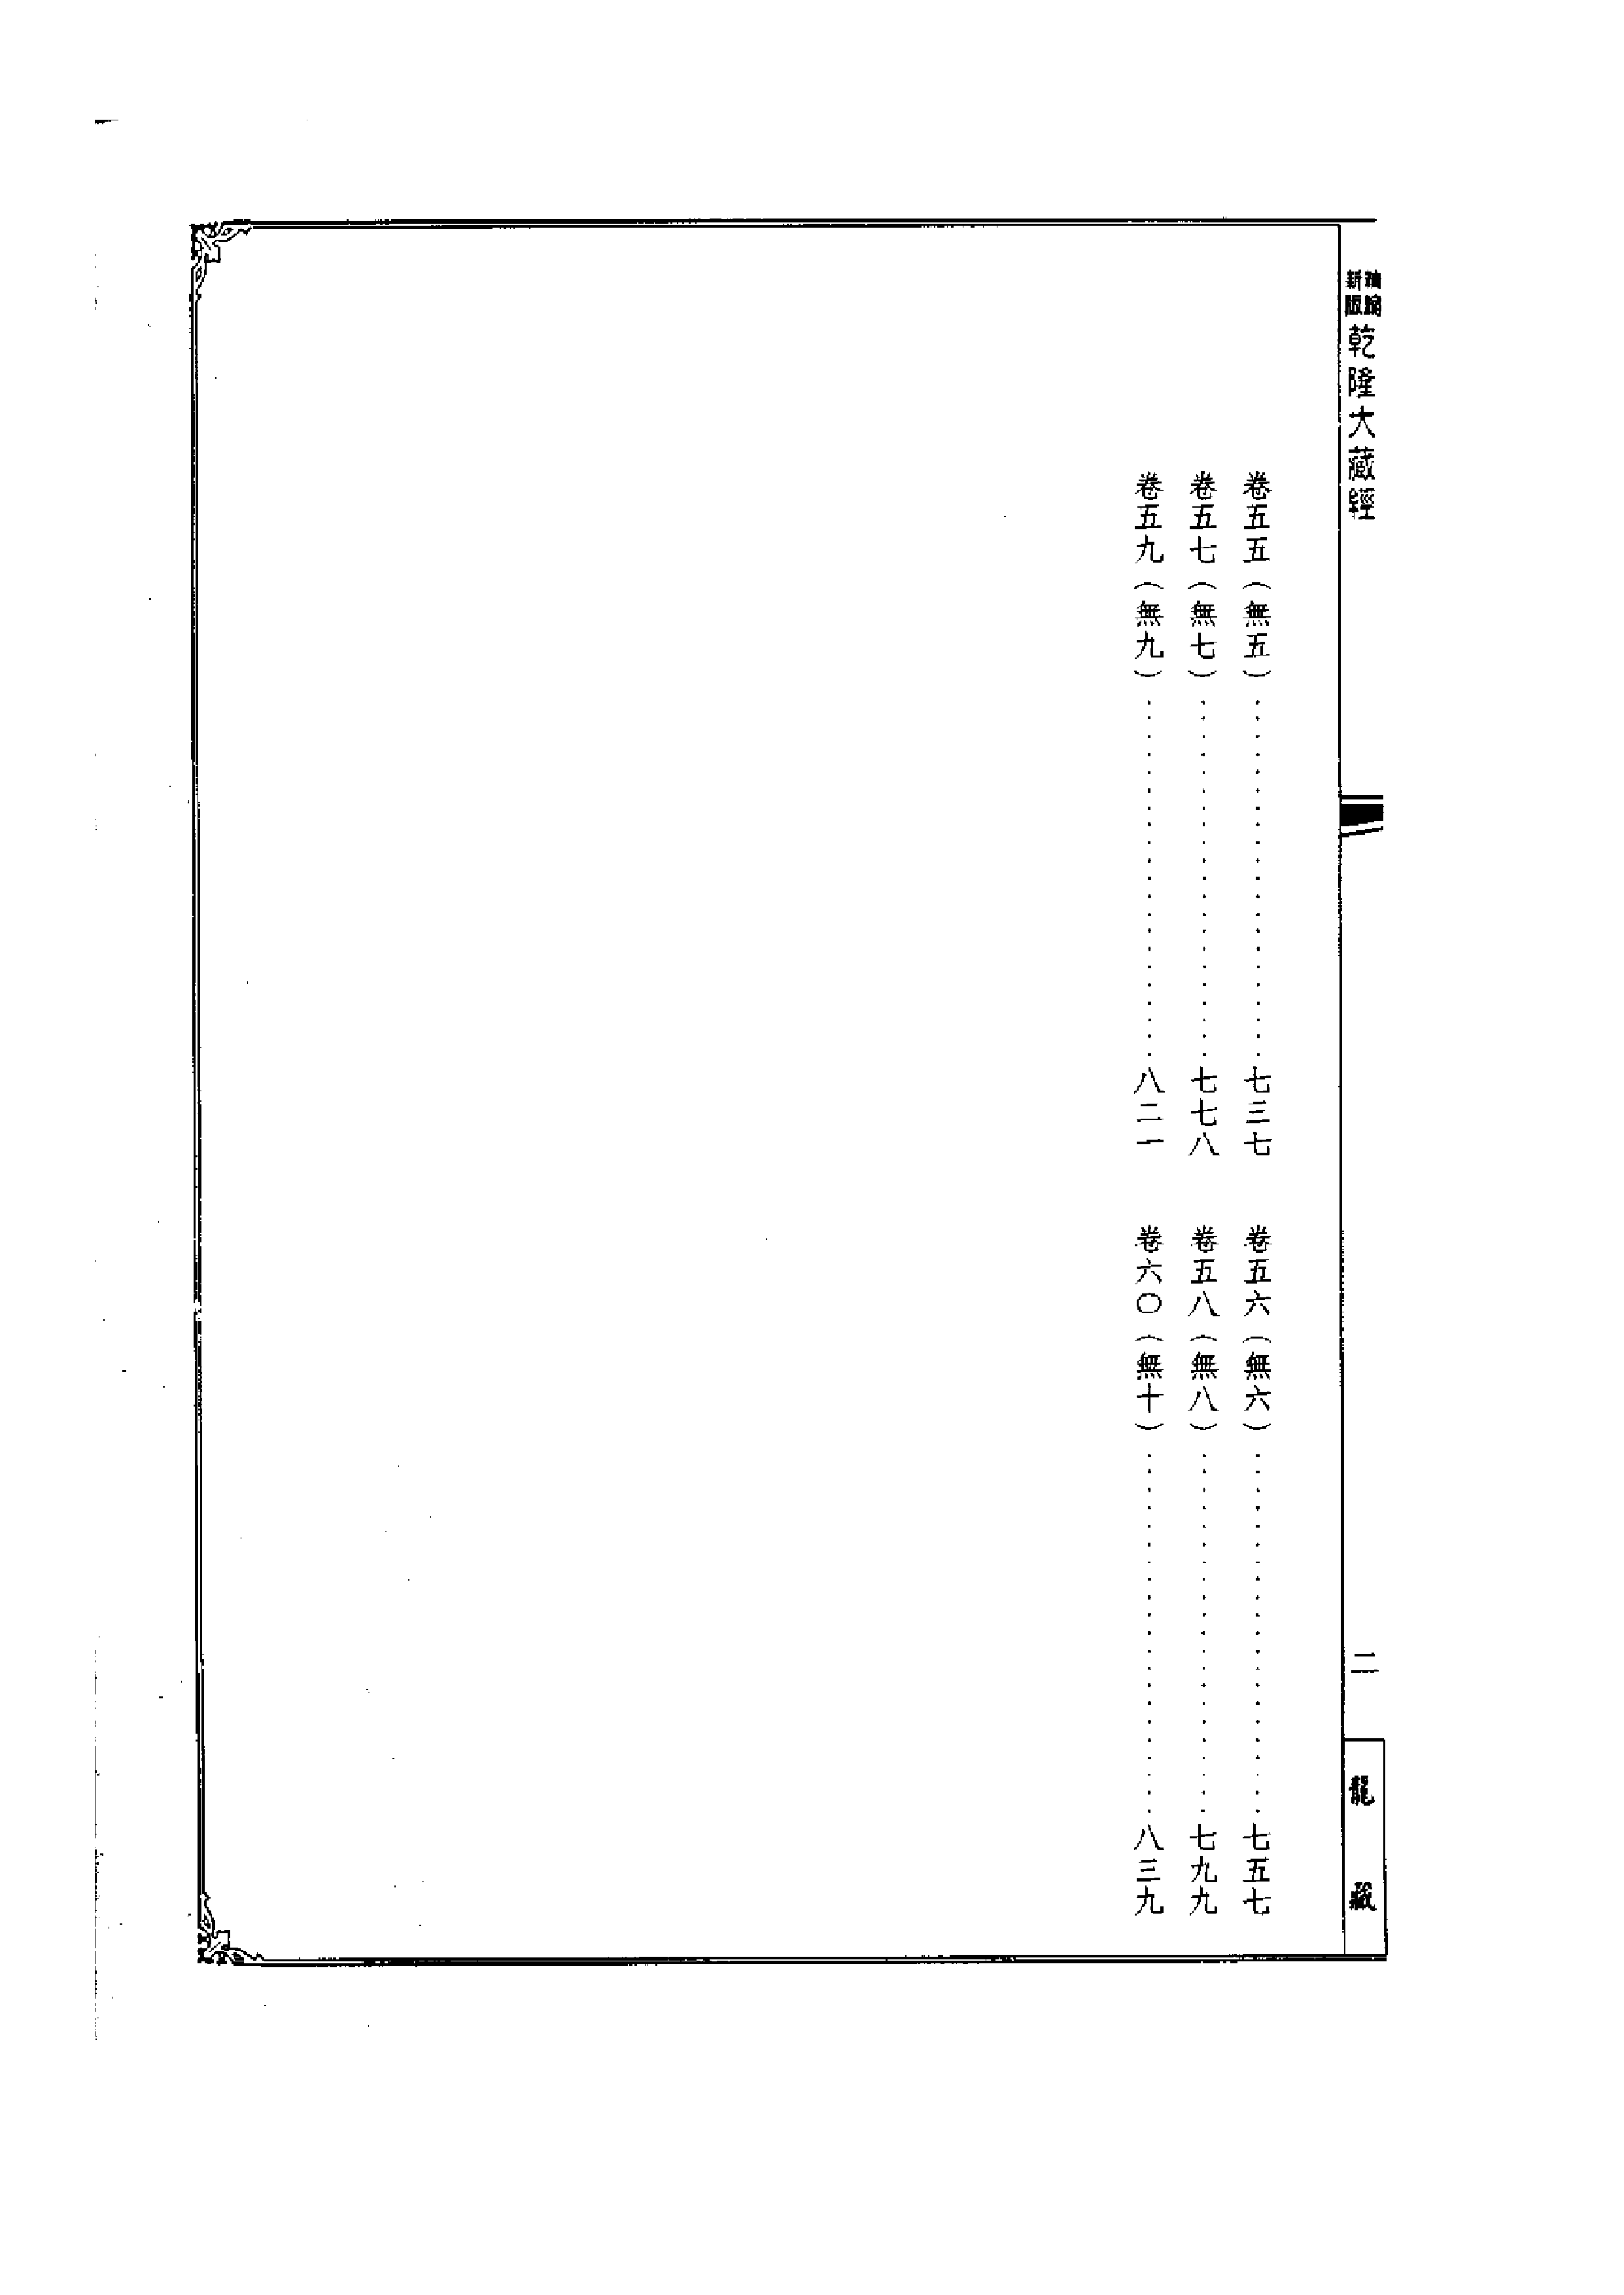 新版
乾隆大藏經
二
龍藏
卷五五（無五）····················七三七
卷五六（無六）····················七五七
卷五七（無七）····················七七八
卷五八（無八）····················七九九
卷五九（無九）····················八二一
卷六〇（無十）····················八三九